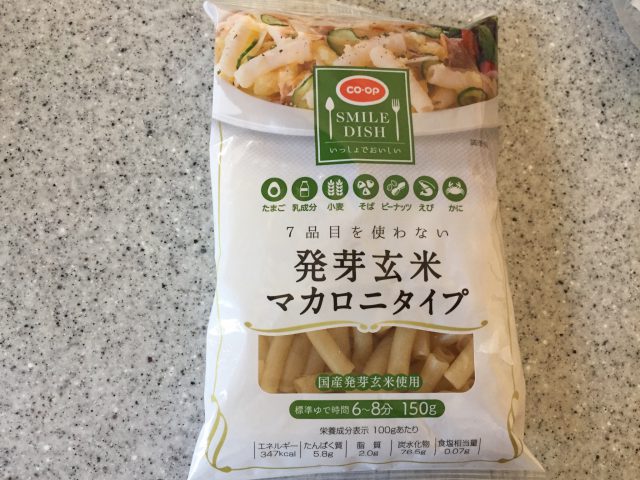 CO・OP
SMILE
DISH
いっしょでおいしい
たまご 乳成分 小麦 そば ピーナッツ えび かに
7品目を使わない
発芽玄米
マカロニタイプ
国産発芽玄米使用
標準ゆで時間 6〜8分 150g
栄養成分表示 100gあたり
エネルギー たんぱく質 脂質 炭水化物 食塩相当量
347kcal 5.8g 2.0g 76.5g 0.07g